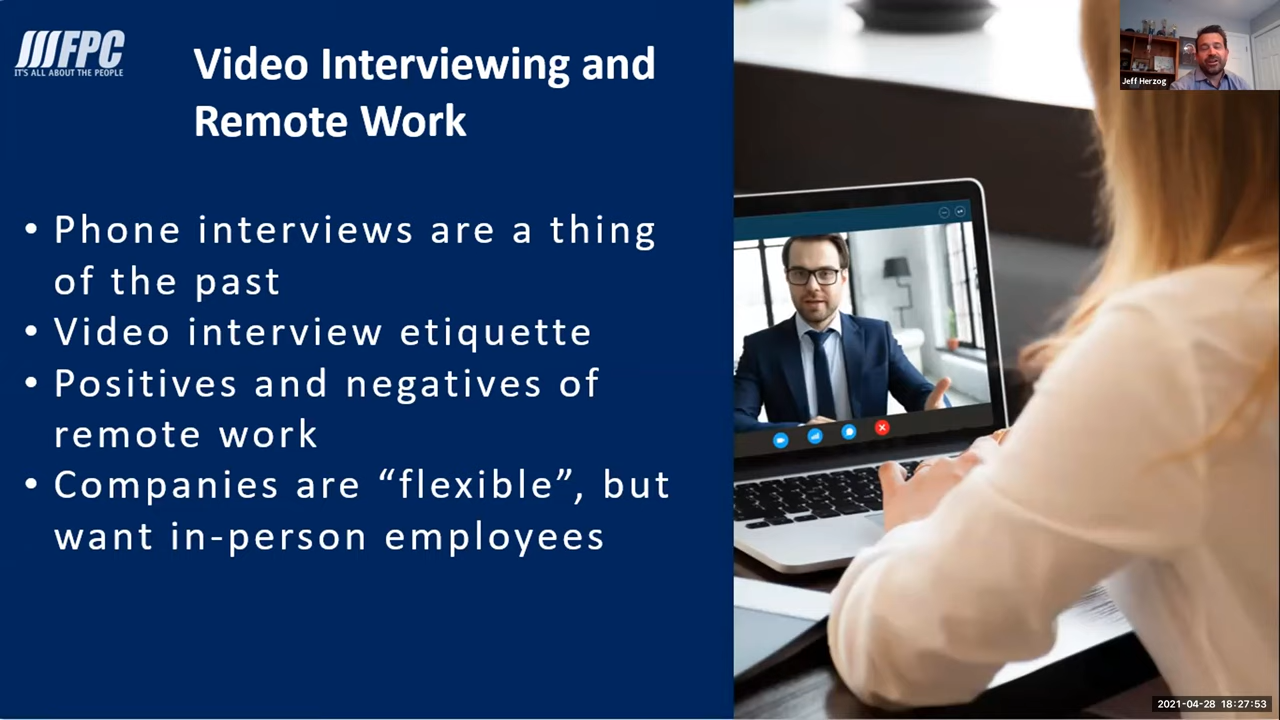 FPC
IT'S ALL ABOUT THE PEOPLE
Video Interviewing and
Remote Work
• Phone interviews are a thing
of the past
• Video interview etiquette
• Positives and negatives of
remote work
• Companies are “flexible”, but
want in-person employees
Jeff Herzog
2021-04-28 18:27:53